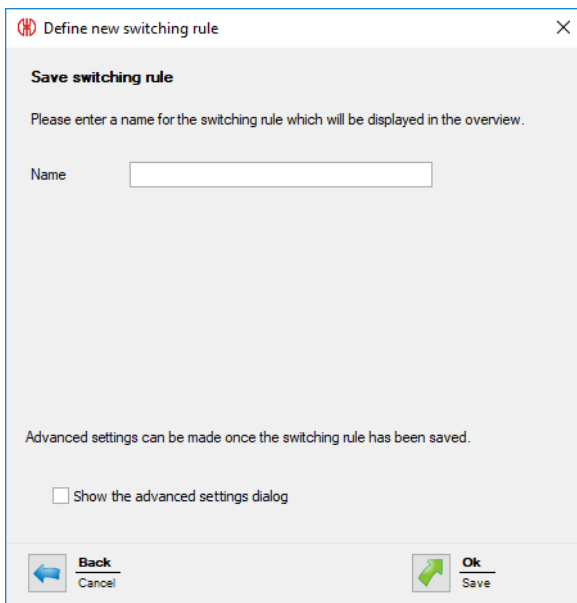 Define new switching rule
Save switching rule
Please enter a name for the switching rule which will be displayed in the overview.
Name
Advanced settings can be made once the switching rule has been saved.
Show the advanced settings dialog
Back
Cancel
Ok
Save